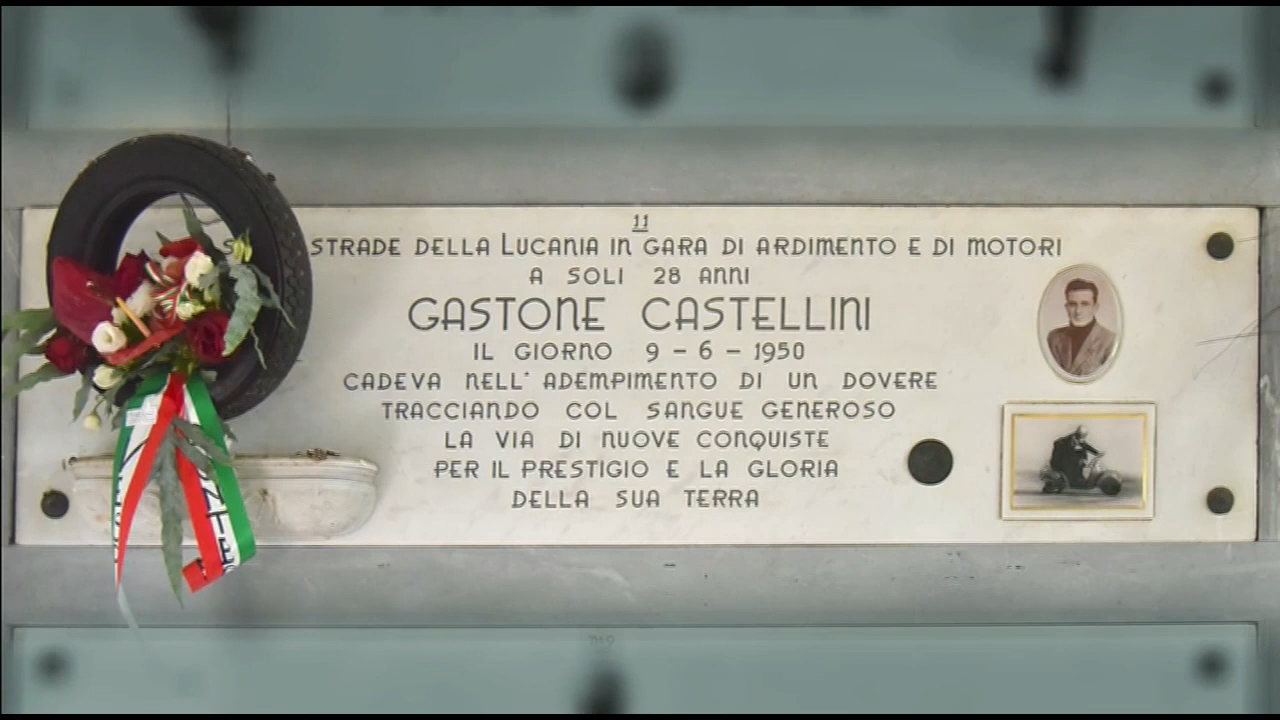 11
STRADE DELLA LUCANIA IN GARA DI ARDIMENTO E DI MOTORI
A SOLI 28 ANNI
GASTONE CASTELLINI
IL GIORNO 9-6-1950
CADEVA NELL' ADEMPIMENTO DI UN DOVERE
TRACCIANDO COL SANGUE GENEROSO
LA VIA DI NUOVE CONQUISTE
PER IL PRESTIGIO E LA GLORIA
DELLA SUA TERRA